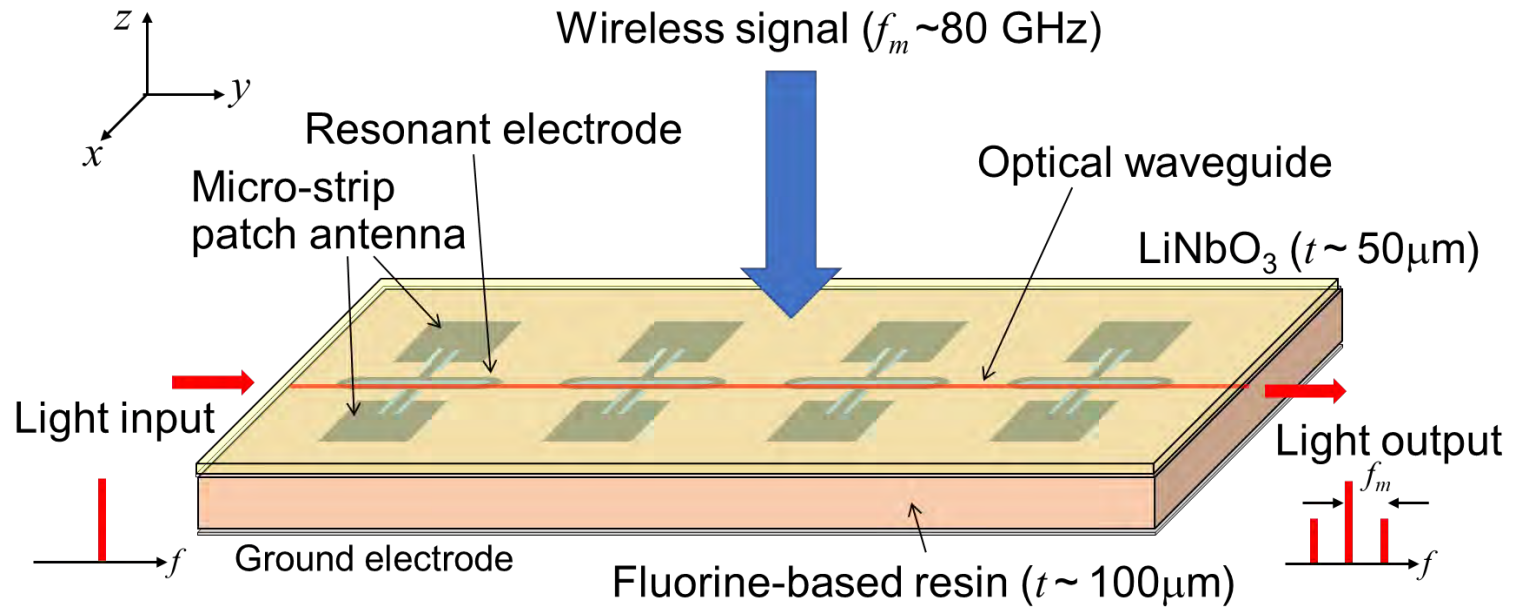 z
y
x
Wireless signal (fm ~80 GHz)
Resonant electrode
Micro-strip
patch antenna
Optical waveguide
LiNbO3 (t ~ 50μm)
Light input
f
Light output
fm
f
Ground electrode
Fluorine-based resin (t ~ 100μm)